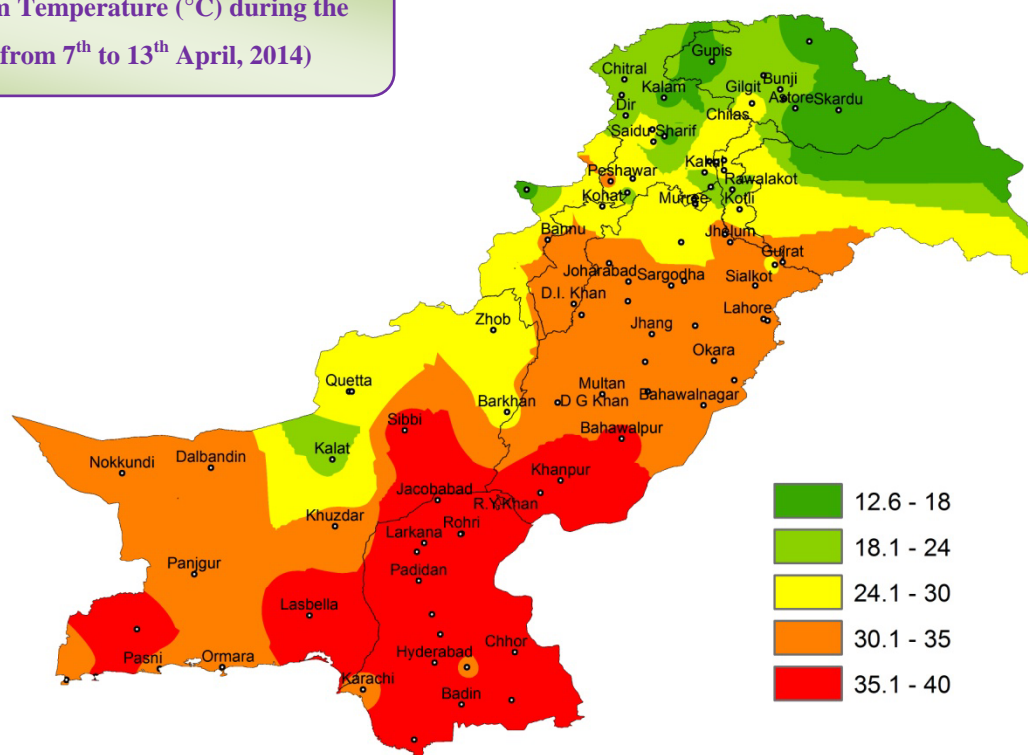 Temperature (°C) during the
from 7th to 13th April, 2014)
Gupis
Chitral
Kalam
Gilgit
Bunji
Astore
Skardu
Dir
Chilas
Saidu Sharif
Peshawar
Rawalakot
Kohat
Murree
Kotli
Bannu
Jhelum
Gujrat
Joharabad
Sargodha
Sialkot
D.I. Khan
Lahore
Zhob
Jhang
Okara
Quetta
Multan
Barkhan
D G Khan
Bahawalnagar
Sibbi
Bahawalpur
Kalat
Nokkundi
Dalbandin
Khanpur
Jacobabad
R.Y.Khan
Khuzdar
Rohri
Larkana
Panjgur
Padidan
Lasbella
Chhor
Hyderabad
Pasni
Ormara
Karachi
Badin
12.6 - 18
18.1 - 24
24.1 - 30
30.1 - 35
35.1 - 40